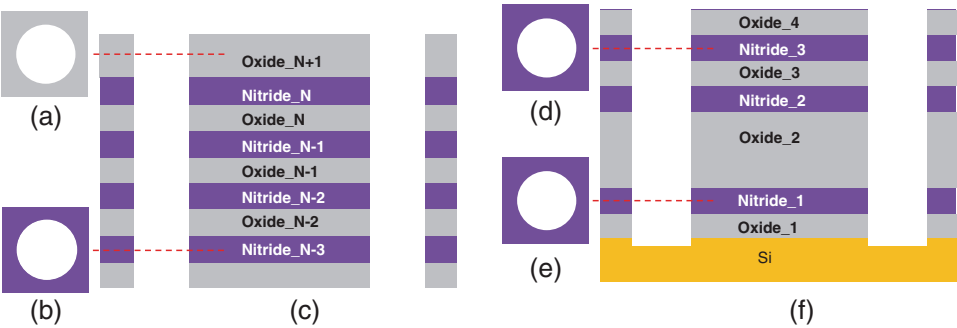 (a)
(b)
Oxide_N+1
Nitride_N
Oxide_N
Nitride_N-1
Oxide_N-1
Nitride_N-2
Oxide_N-2
Nitride_N-3
(c)
(d)
(e)
Oxide_4
Nitride_3
Oxide_3
Nitride_2
Oxide_2
Nitride_1
Oxide_1
Si
(f)